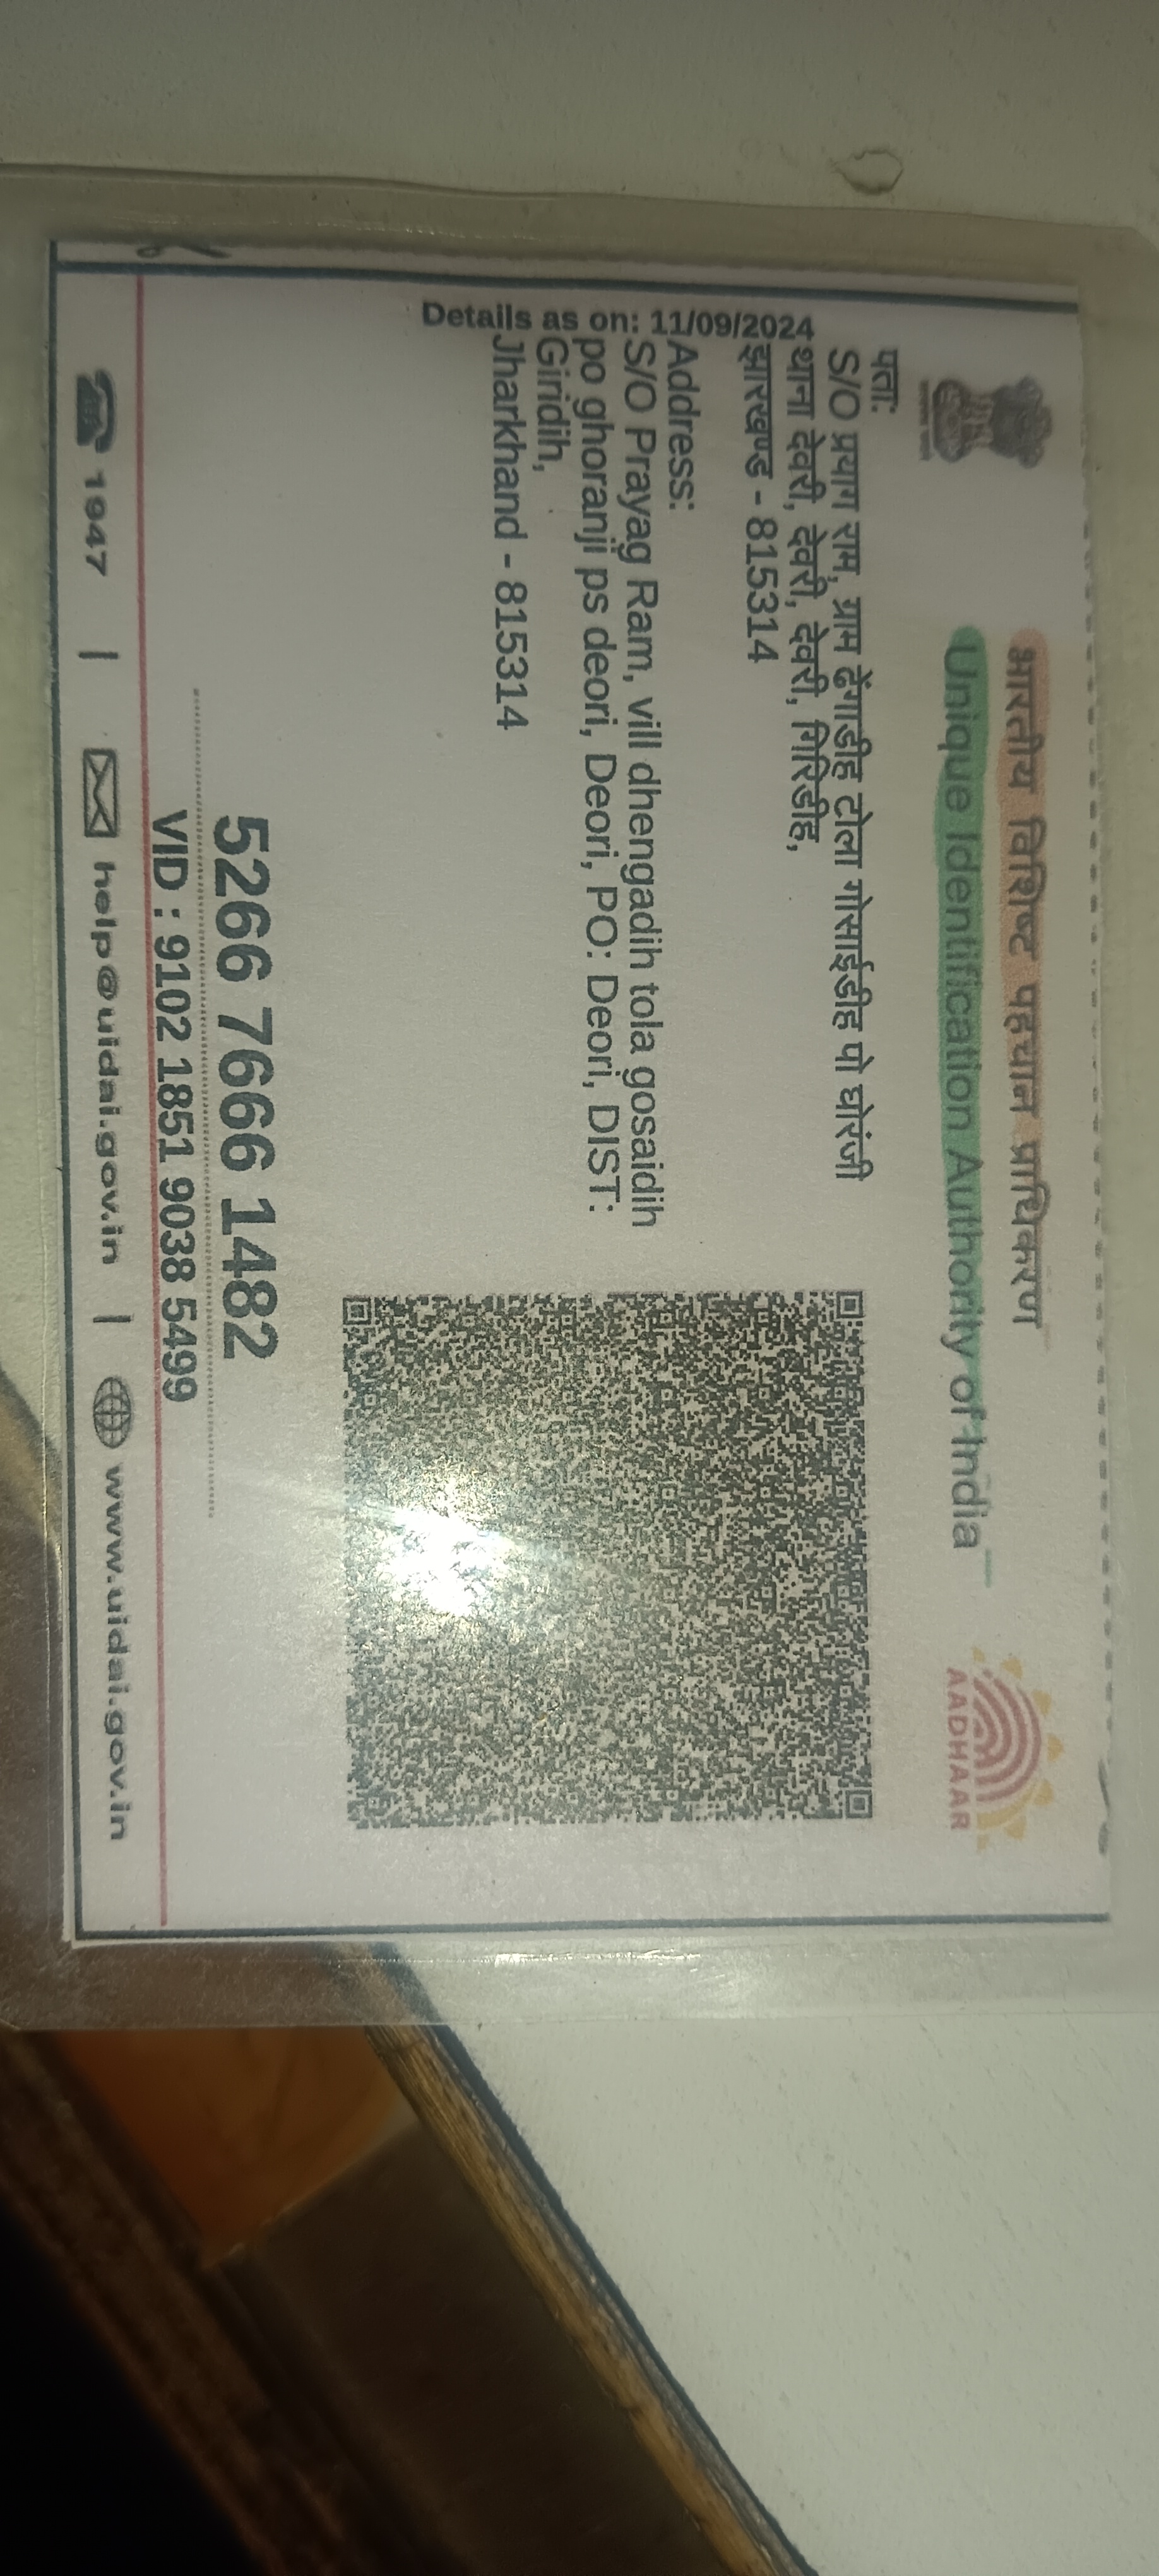 भारतीय विशिष्ट पहचान प्राधिकरण
Unique Identification Authority of India
AADHAAR
Details as on: 11/09/2024
पता:
S/O प्रयाग राम, ग्राम ढेंगाडीह टोला गोसाईडीह पो घोरंजी
थाना देवरी, देवरी, देवरी, गिरिडीह,
झारखण्ड - 815314
Address:
S/O Prayag Ram, vill dhengadih tola gosaidih
po ghoranji ps deori, Deori, PO: Deori, DIST:
Giridih,
Jharkhand - 815314
5266 7666 1482
VID : 9102 1851 9038 5499
1947 | help@uidai.gov.in | www.uidai.gov.in